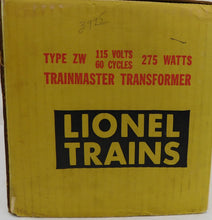 TYPE ZW 115 VOLTS 60 CYCLES 275 WATTS
TRAINMASTER TRANSFORMER
LIONEL
TRAINS